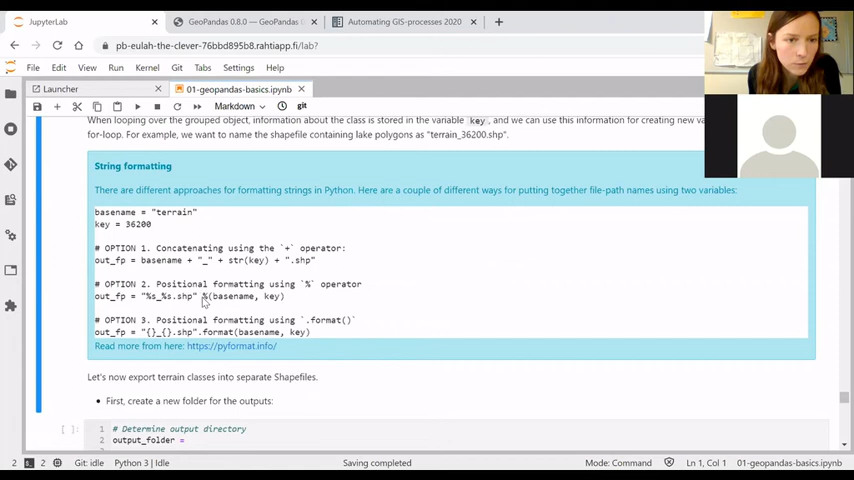 JupyterLab
GeoPandas 0.8.0 — GeoPandas 0
Automating GIS-processes 2020
pb-eulah-the-clever-76bbd895b8.rahtiapp.fi/lab?
File Edit View Run Kernel Git Tabs Settings Help
Launcher
01-geopandas-basics.ipynb
Markdown
git
When looping over the grouped object, information about the class is stored in the variable key, and we can use this information for creating new va
for-loop. For example, we want to name the shapefile containing lake polygons as "terrain_36200.shp".
String formatting
There are different approaches for formatting strings in Python. Here are a couple of different ways for putting together file-path names using two variables:
basename = "terrain"
key = 36200
# OPTION 1. Concatenating using the `+` operator:
out_fp = basename + "_" + str(key) + ".shp"
# OPTION 2. Positional formatting using `%` operator
out_fp = "%s_%s.shp" %(basename, key)
# OPTION 3. Positional formatting using `.format()`
out_fp = "{}_{}.shp".format(basename, key)
Read more from here: https://pyformat.info/
Let's now export terrain classes into separate Shapefiles.
• First, create a new folder for the outputs:
[ ]:
1 # Determine output directory
2 output_folder =
2 2 Git: idle Python 3 | Idle Saving completed Mode: Command Ln 1, Col 1 01-geopandas-basics.ipynb